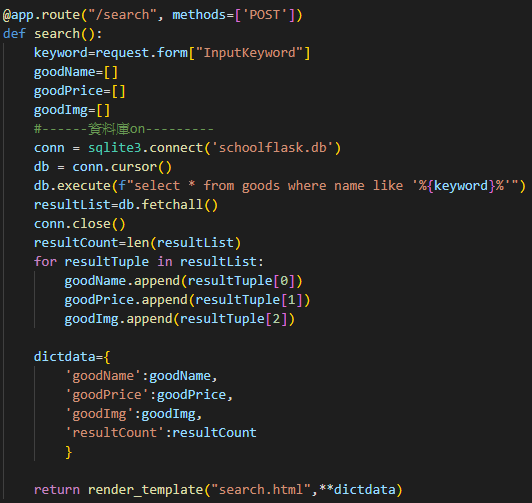 @app.route("/search", methods=['POST'])
def search():
    keyword=request.form["InputKeyword"]
    goodName=[]
    goodPrice=[]
    goodImg=[]
    #------資料庫on---------
    conn = sqlite3.connect('schoolflask.db')
    db = conn.cursor()
    db.execute(f"select * from goods where name like '%{keyword}%'")
    resultList=db.fetchall()
    conn.close()
    resultCount=len(resultList)
    for resultTuple in resultList:
        goodName.append(resultTuple[0])
        goodPrice.append(resultTuple[1])
        goodImg.append(resultTuple[2])

    dictdata={
        'goodName':goodName,
        'goodPrice':goodPrice,
        'goodImg':goodImg,
        'resultCount':resultCount
        }

    return render_template("search.html",**dictdata)